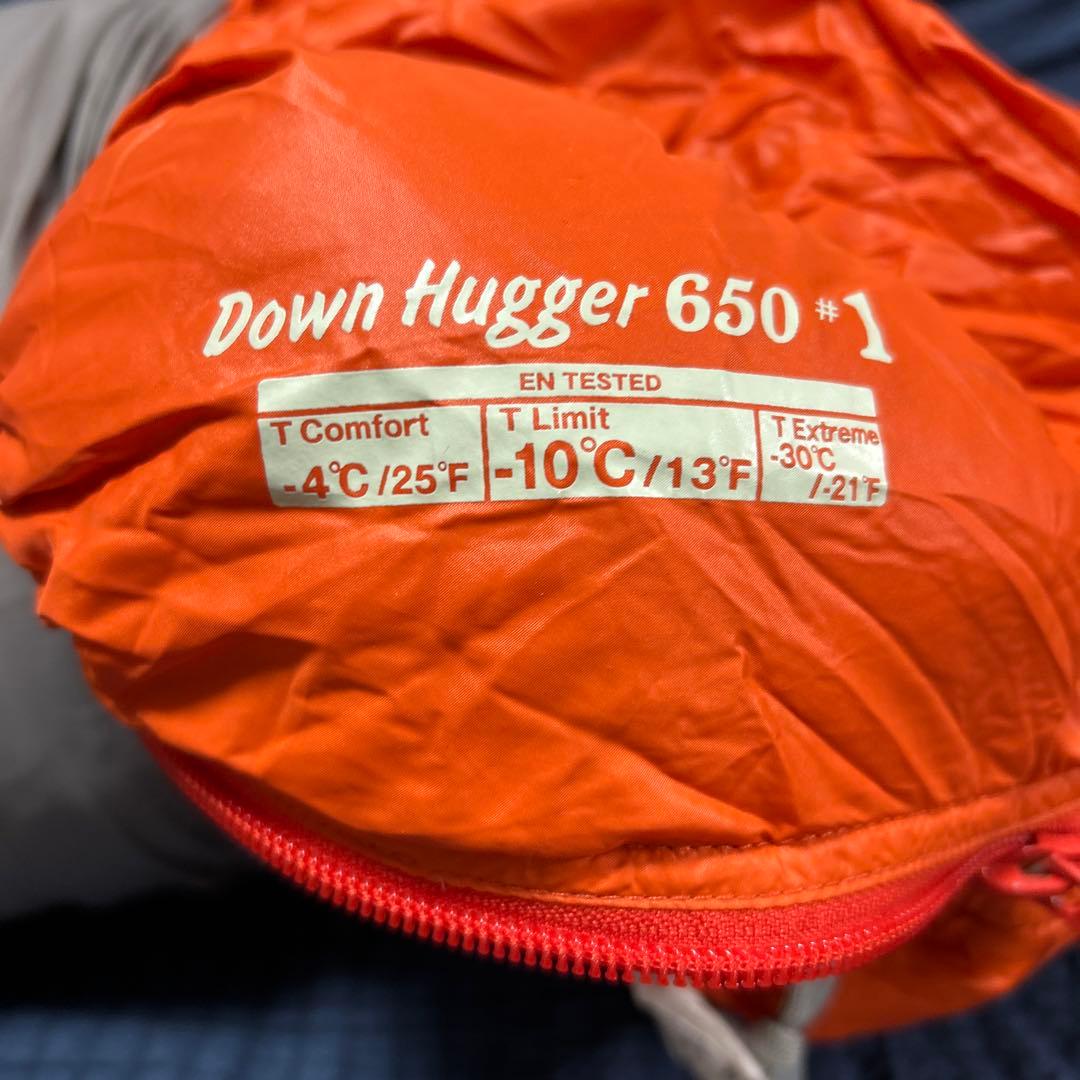 Down Hugger 650 #1
EN TESTED
T Comfort
-4℃/25°F
T Limit
-10℃/13°F
T Extreme
-30℃
/-21°F